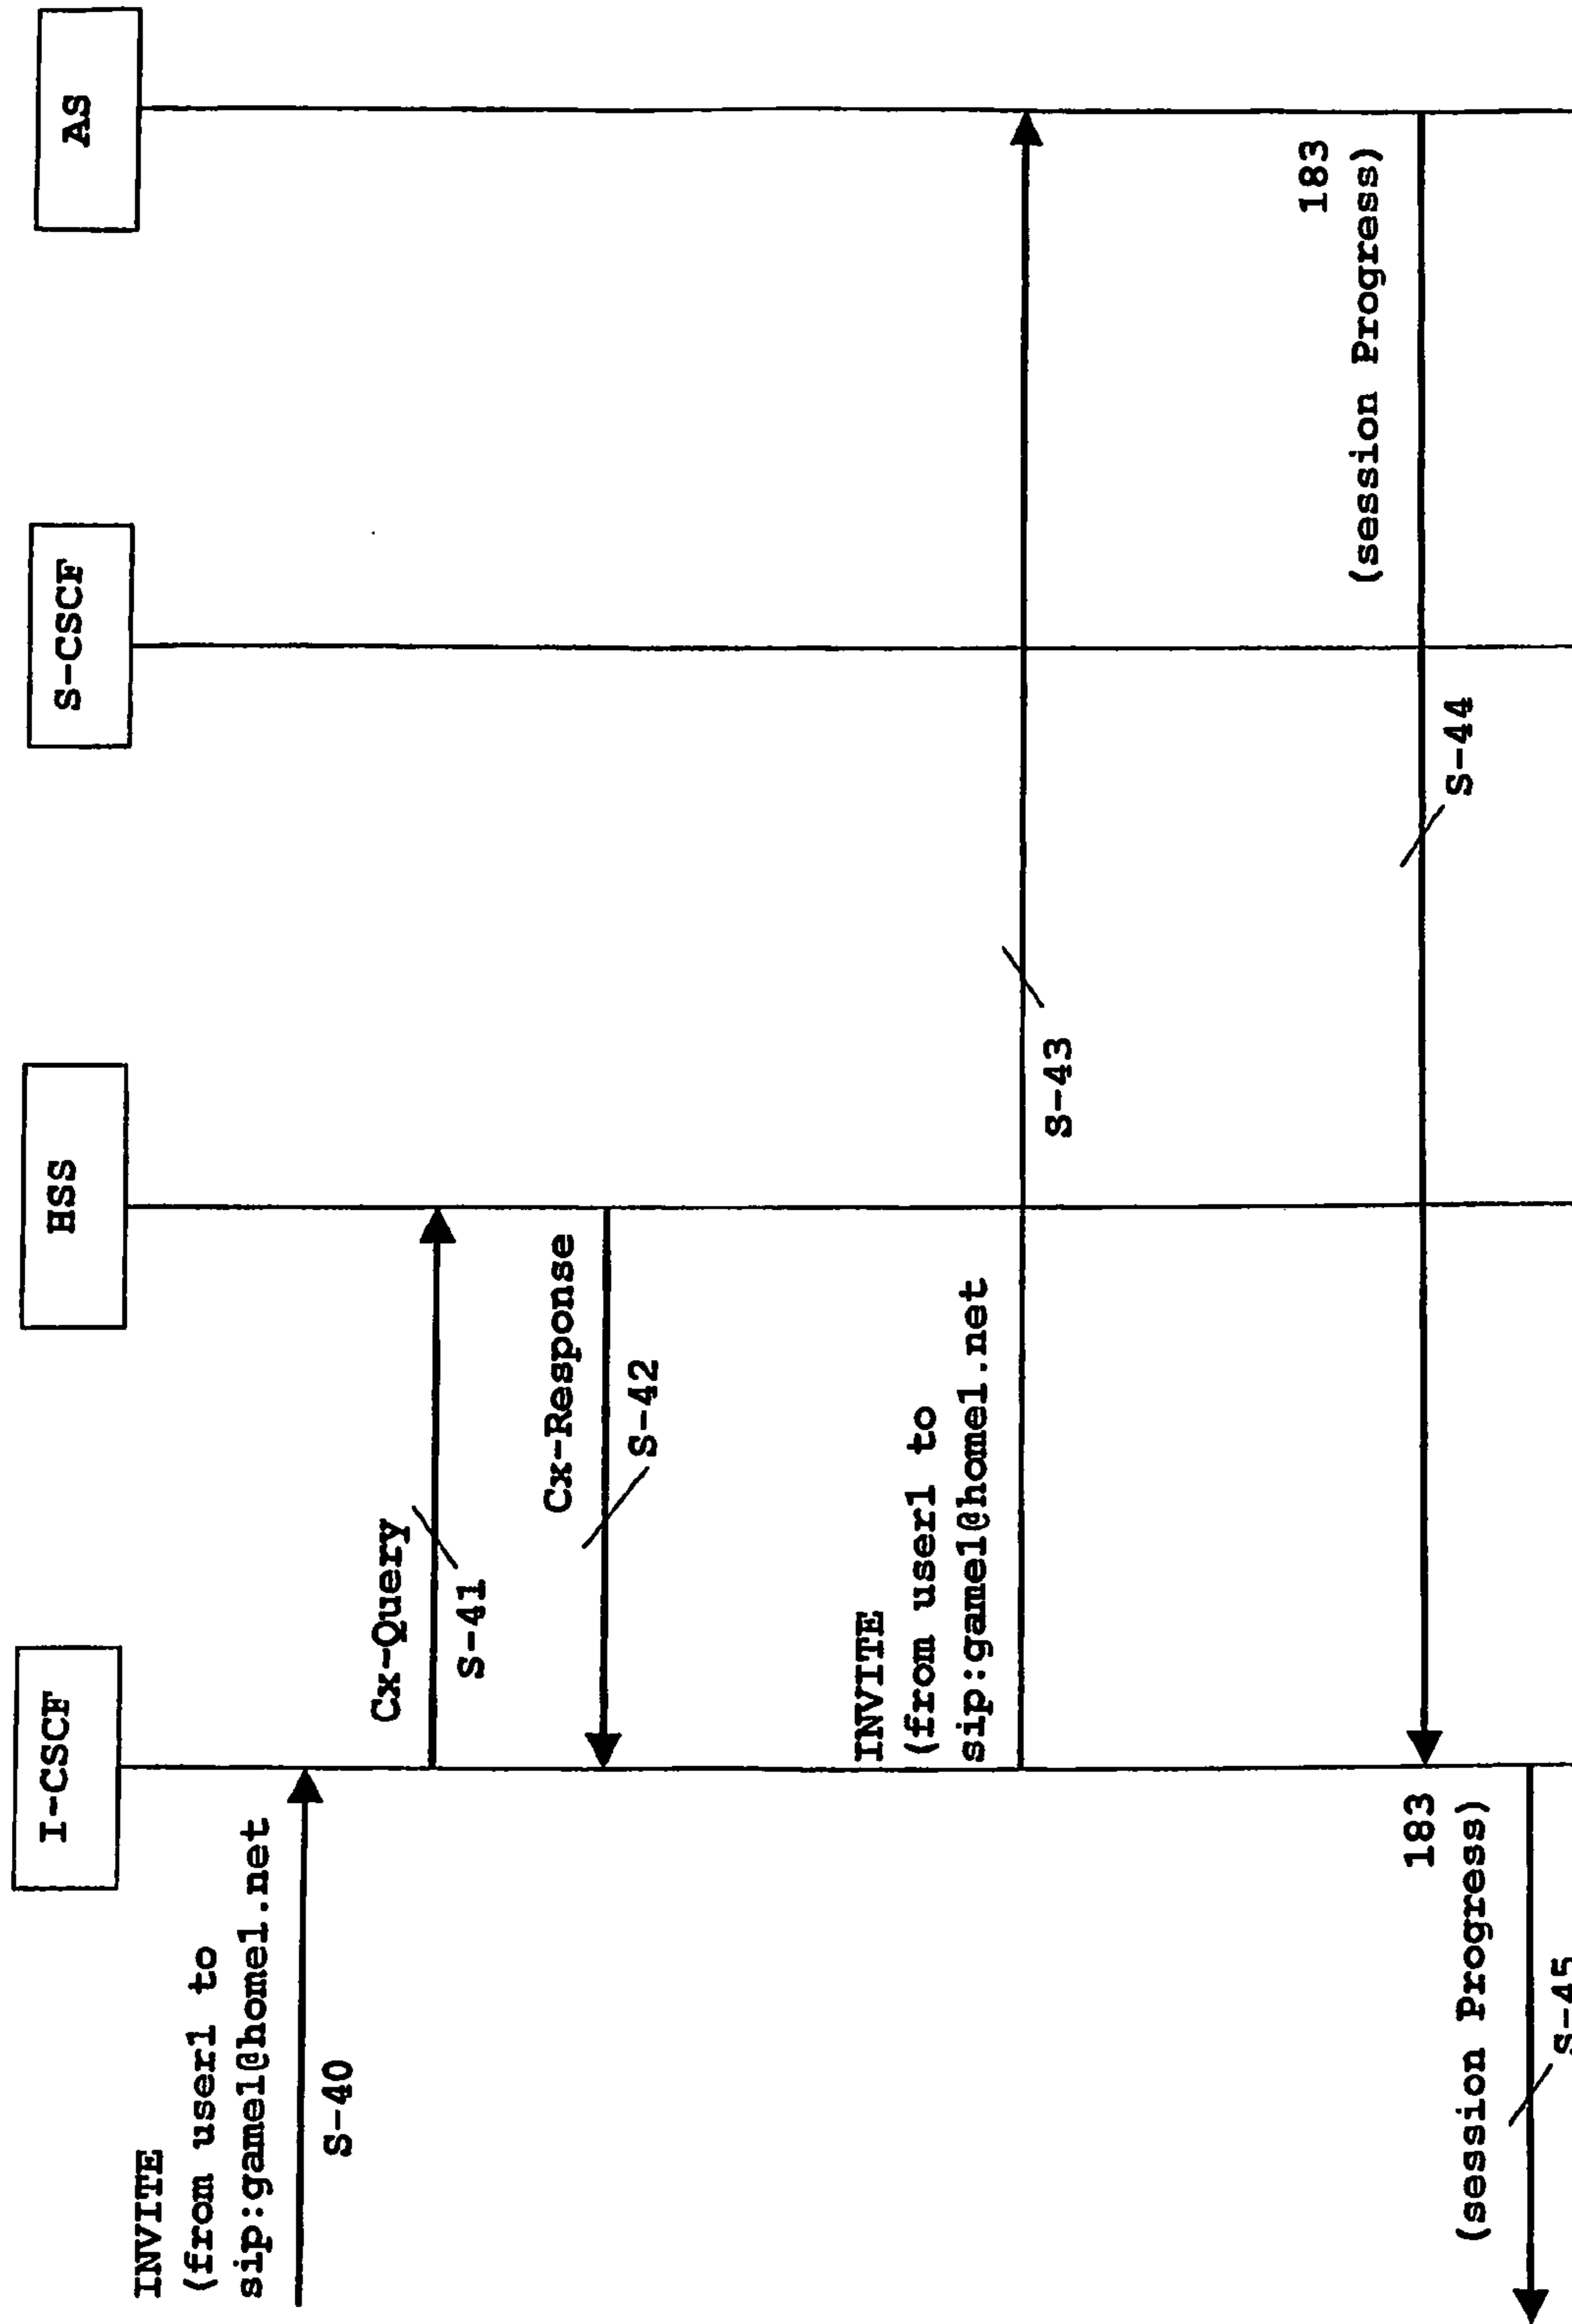 I-CSCF
HSS
S-CSCF
AS
INVITE
(from user1 to
sip:game1@home1.net
S-40
Cx-Query
S-41
Cx-Response
S-42
INVITE
(from user1 to
sip:game1@home1.net
S-43
183
(session Progress)
S-44
183
(session Progress)
S-45